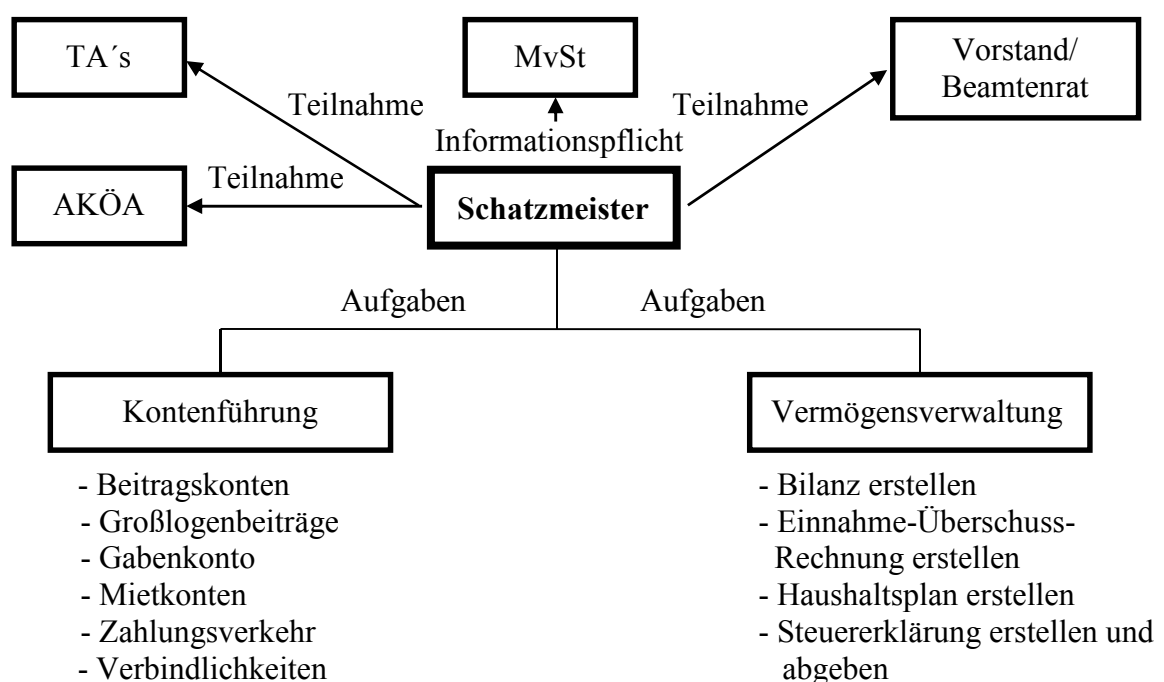 TA´s
MvSt
Vorstand/
Beamtenrat
Teilnahme
Teilnahme
Informationspflicht
AKÖA
Teilnahme
Schatzmeister
Aufgaben
Aufgaben
Kontenführung
- Beitragskonten
- Großlogenbeiträge
- Gabenkonto
- Mietkonten
- Zahlungsverkehr
- Verbindlichkeiten
Vermögensverwaltung
- Bilanz erstellen
- Einnahme-Überschuss-
Rechnung erstellen
- Haushaltsplan erstellen
- Steuererklärung erstellen und
abgeben